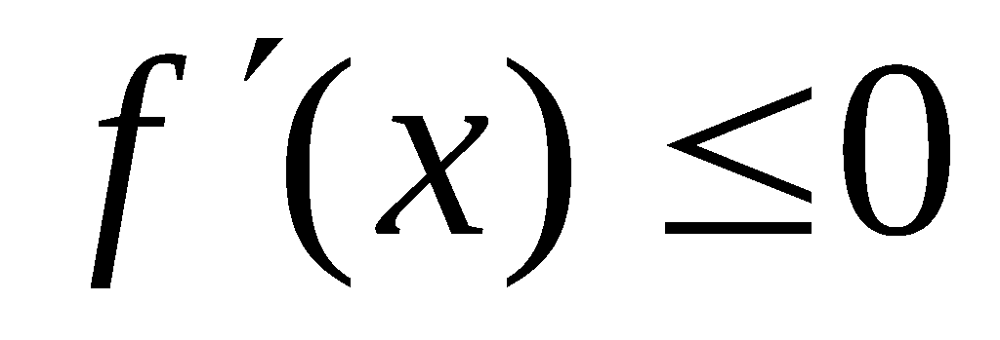 f ′(x) ≤0